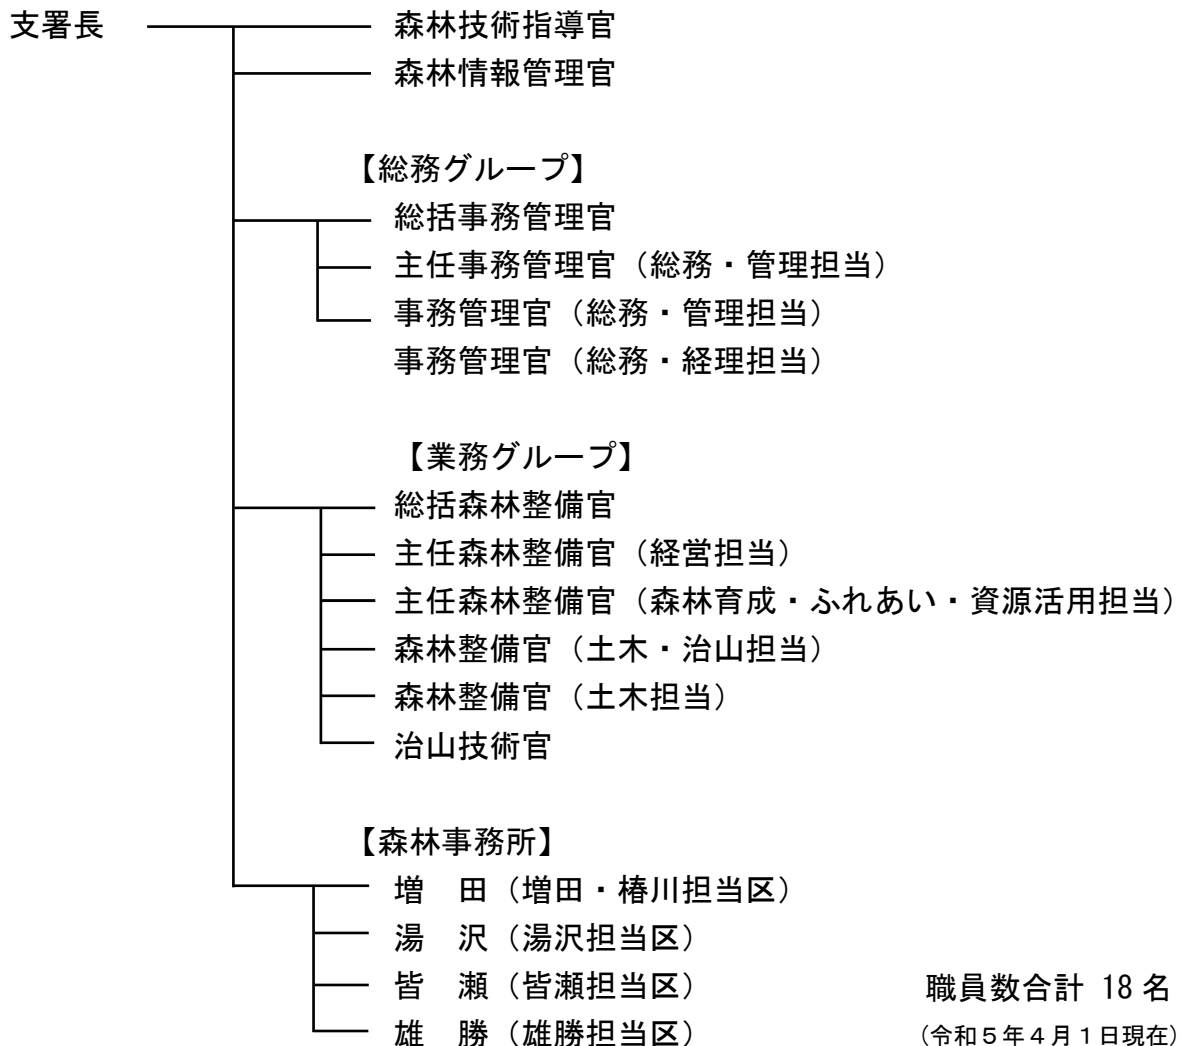 支署長 森林技術指導官
森林情報管理官
【総務グループ】
総括事務管理官
主任事務管理官（総務・管理担当）
事務管理官（総務・管理担当）
事務管理官（総務・経理担当）
【業務グループ】
総括森林整備官
主任森林整備官（経営担当）
主任森林整備官（森林育成・ふれあい・資源活用担当）
森林整備官（土木・治山担当）
森林整備官（土木担当）
治山技術官
【森林事務所】
増　田（増田・椿川担当区）
湯　沢（湯沢担当区）
皆　瀬（皆瀬担当区） 職員数合計 18 名
雄　勝（雄勝担当区） (令和５年４月１日現在)